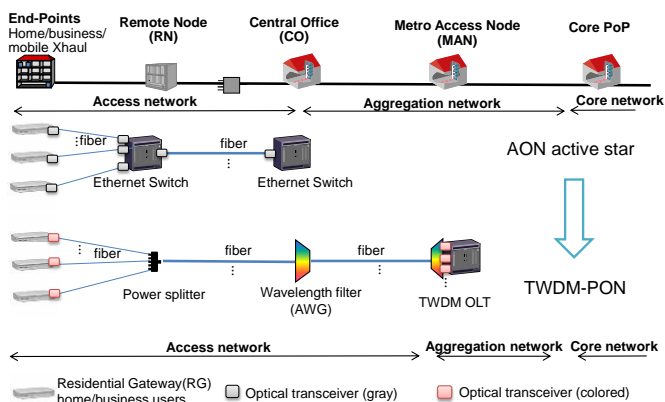 End-Points
Home/business/
mobile Xhaul
Remote Node
(RN)
Central Office
(CO)
Metro Access Node
(MAN)
Core PoP
Access network
Aggregation network
Core network
fiber
fiber
Ethernet Switch
Ethernet Switch
AON active star
fiber
fiber
fiber
Power splitter
Wavelength filter
(AWG)
TWDM OLT
TWDM-PON
Access network
Aggregation network
Core network
Residential Gateway(RG)
home/business users
Optical transceiver (gray)
Optical transceiver (colored)